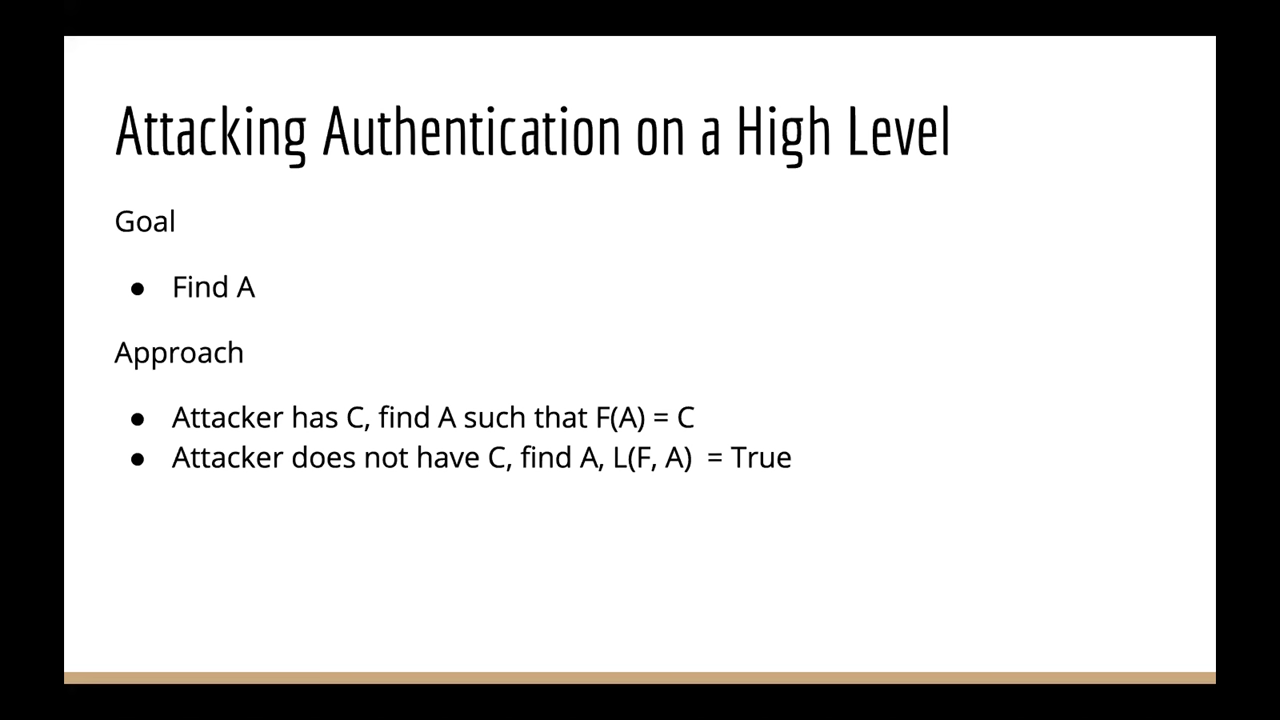 Attacking Authentication on a High Level
Goal
● Find A
Approach
● Attacker has C, find A such that F(A) = C
● Attacker does not have C, find A, L(F, A)  = True